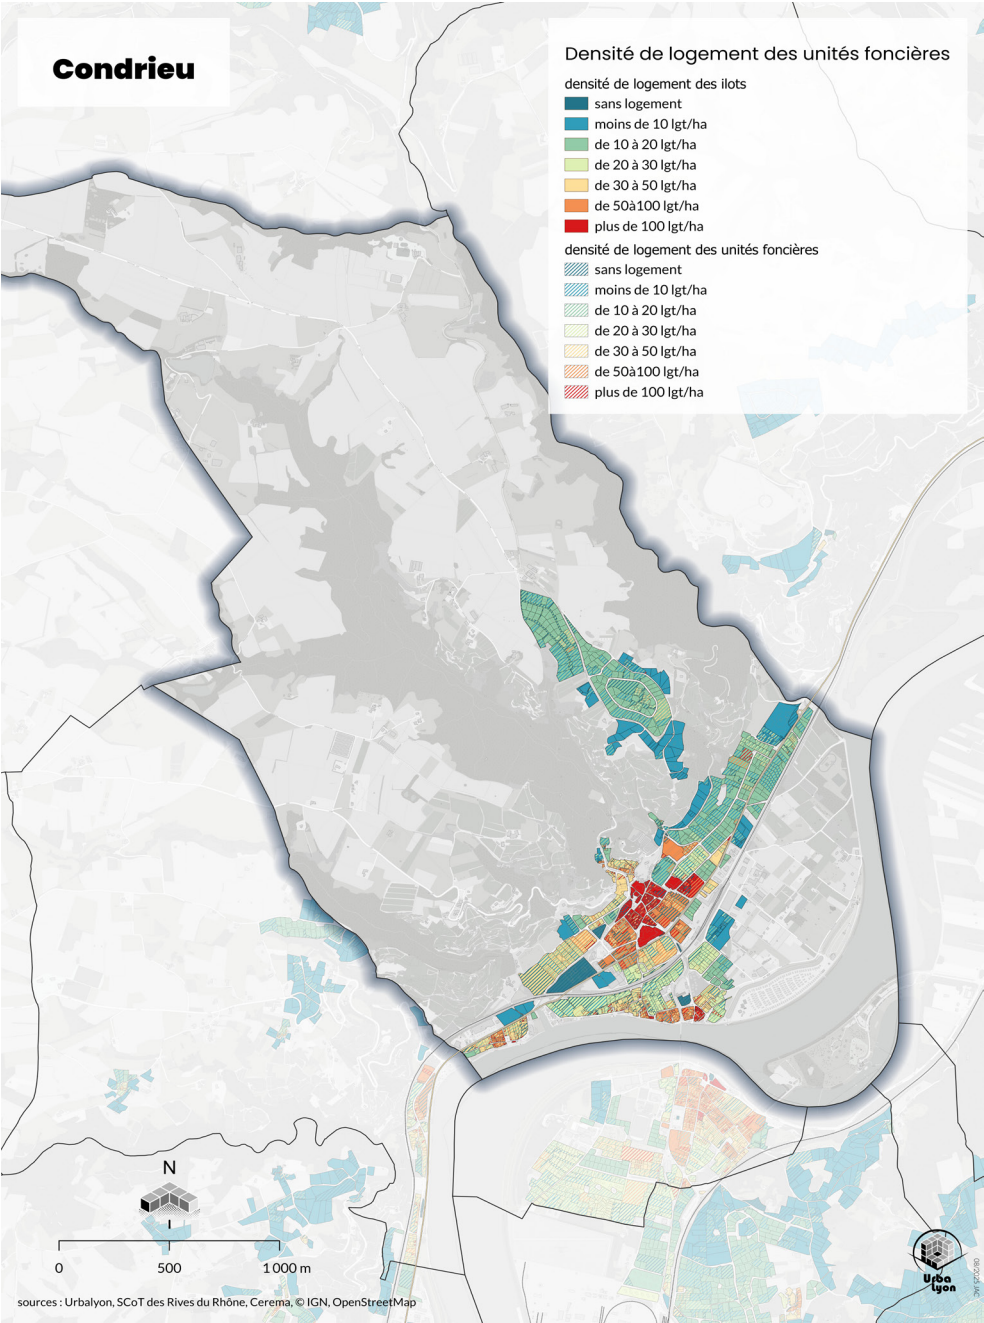 Condrieu
Densité de logement des unités foncières
densité de logement des ilots
sans logement
moins de 10 lgt/ha
de 10 à 20 lgt/ha
de 20 à 30 lgt/ha
de 30 à 50 lgt/ha
de 50à100 lgt/ha
plus de 100 lgt/ha
densité de logement des unités foncières
sans logement
moins de 10 lgt/ha
de 10 à 20 lgt/ha
de 20 à 30 lgt/ha
de 30 à 50 lgt/ha
de 50à100 lgt/ha
plus de 100 lgt/ha
N
0 500 1 000 m
sources : Urbalyon, SCoT des Rives du Rhône, Cerema, © IGN, OpenStreetMap
Urba
Lyon
08/2025 JAC